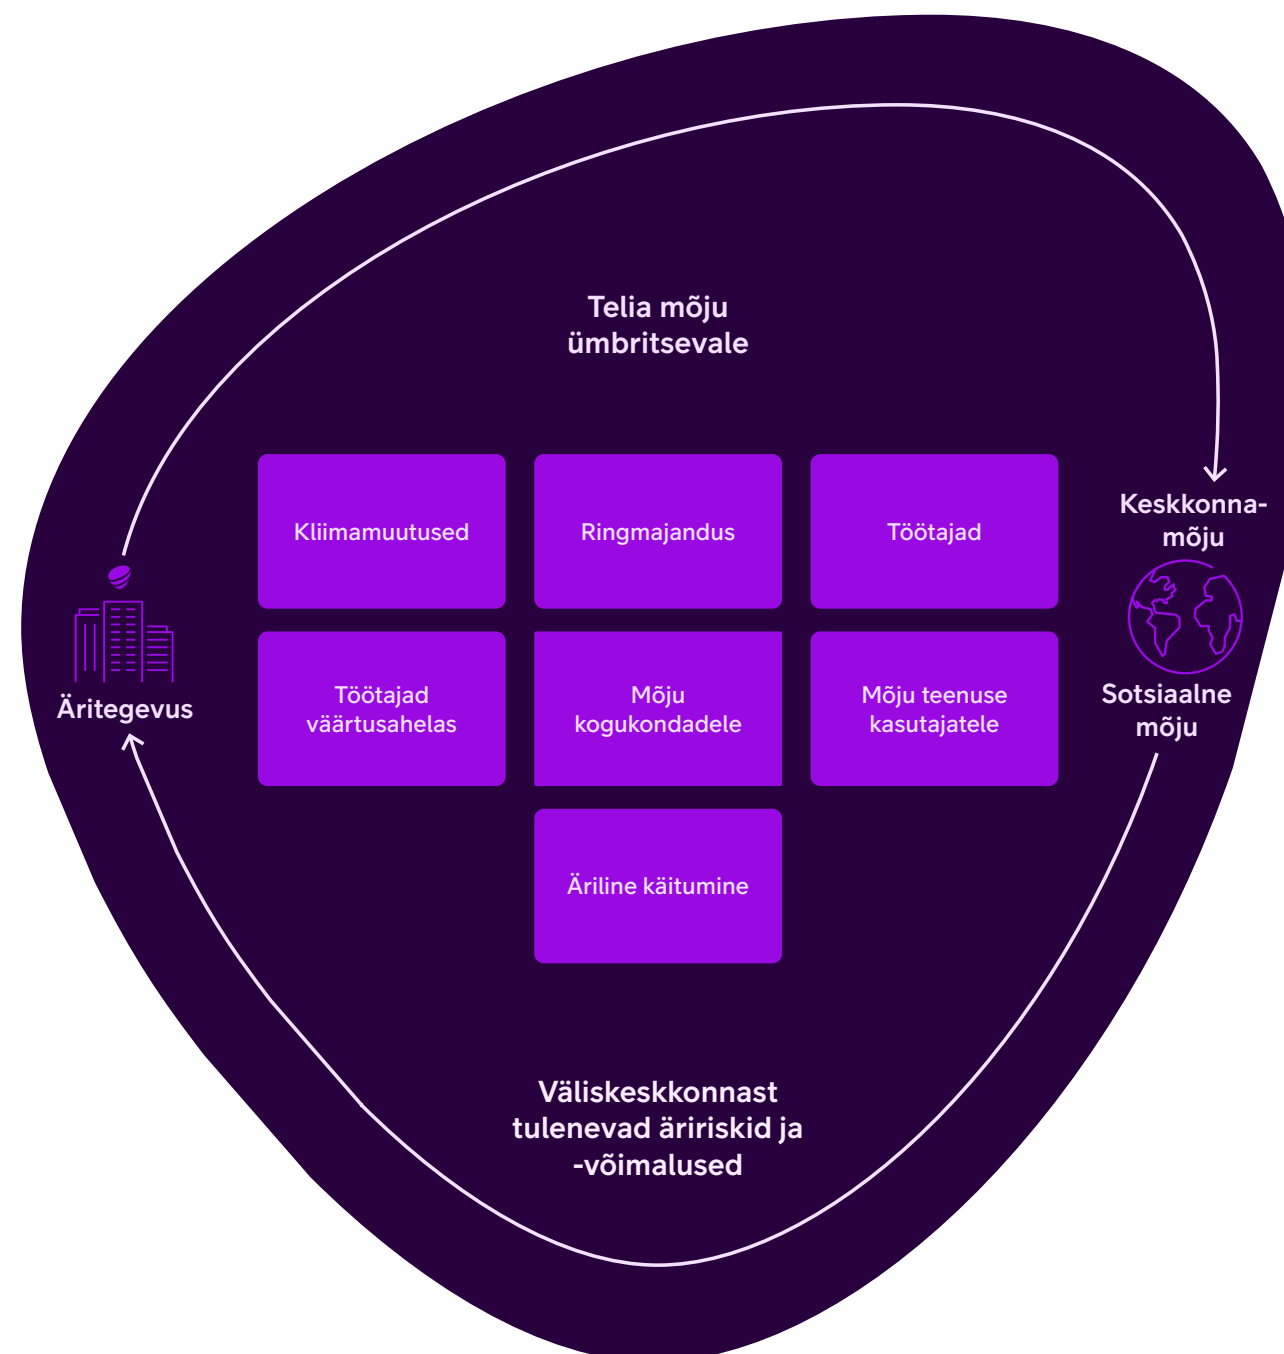 Telia mõju
ümbritsevale
Kliimamuutused
Ringmajandus
Töötajad
Keskkonna-
mõju
Töötajad
väärtusahelas
Mõju
kogukondadele
Mõju teenuse
kasutajatele
Äritegevus
Sotsiaalne
mõju
Äriline käitumine
Väliskeskkonnast
tulenevad äririskid ja
-võimalused